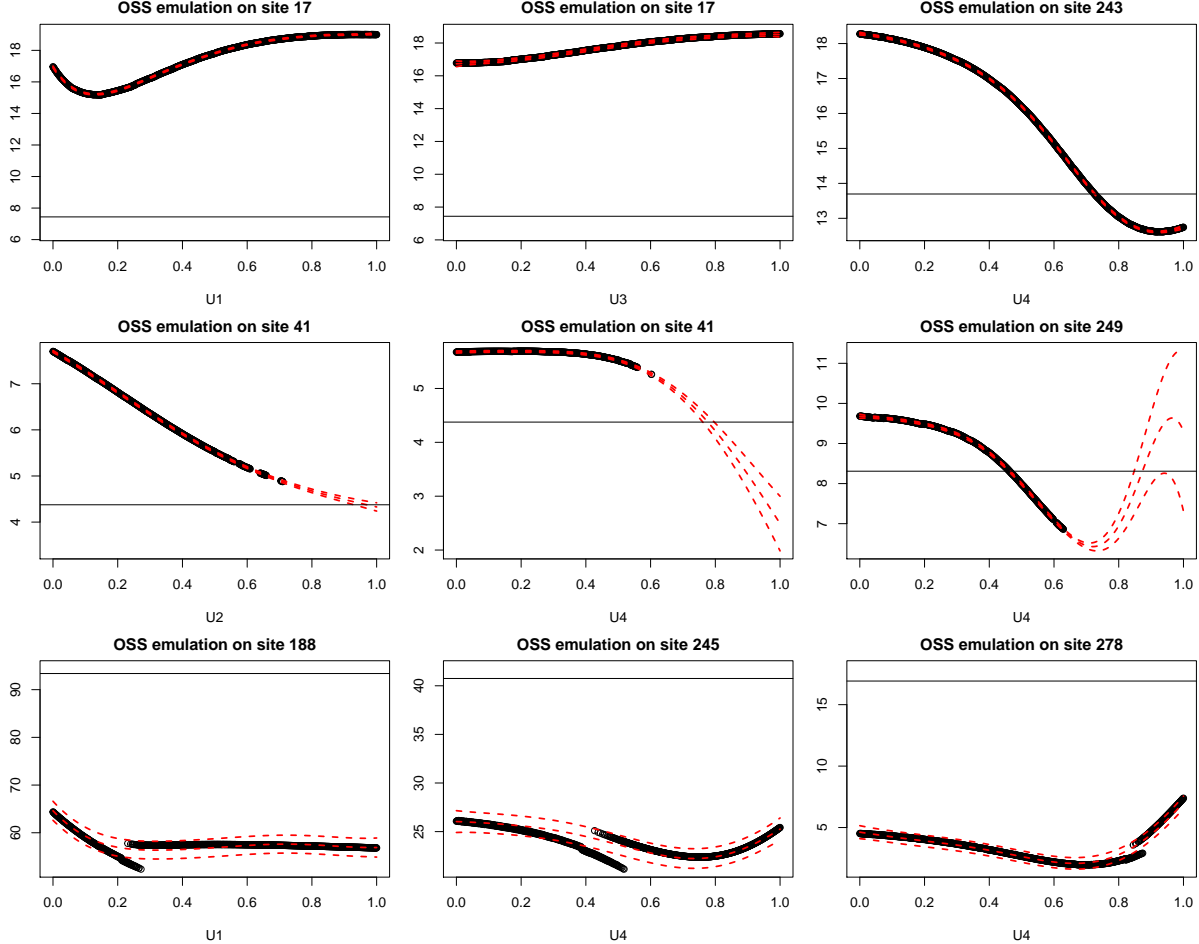 OSS emulation on site 17
OSS emulation on site 17
OSS emulation on site 243
6 8 10 12 14 16 18
0.0 0.2 0.4 0.6 0.8 1.0
U1
6 8 10 12 14 16 18
0.0 0.2 0.4 0.6 0.8 1.0
U3
13 14 15 16 17 18
0.0 0.2 0.4 0.6 0.8 1.0
U4
OSS emulation on site 41
OSS emulation on site 41
OSS emulation on site 249
4 5 6 7
0.0 0.2 0.4 0.6 0.8 1.0
U2
2 3 4 5
0.0 0.2 0.4 0.6 0.8 1.0
U4
7 8 9 10 11
0.0 0.2 0.4 0.6 0.8 1.0
U4
OSS emulation on site 188
OSS emulation on site 245
OSS emulation on site 278
60 70 80 90
0.0 0.2 0.4 0.6 0.8 1.0
U1
25 30 35 40
0.0 0.2 0.4 0.6 0.8 1.0
U4
5 10 15
0.0 0.2 0.4 0.6 0.8 1.0
U4